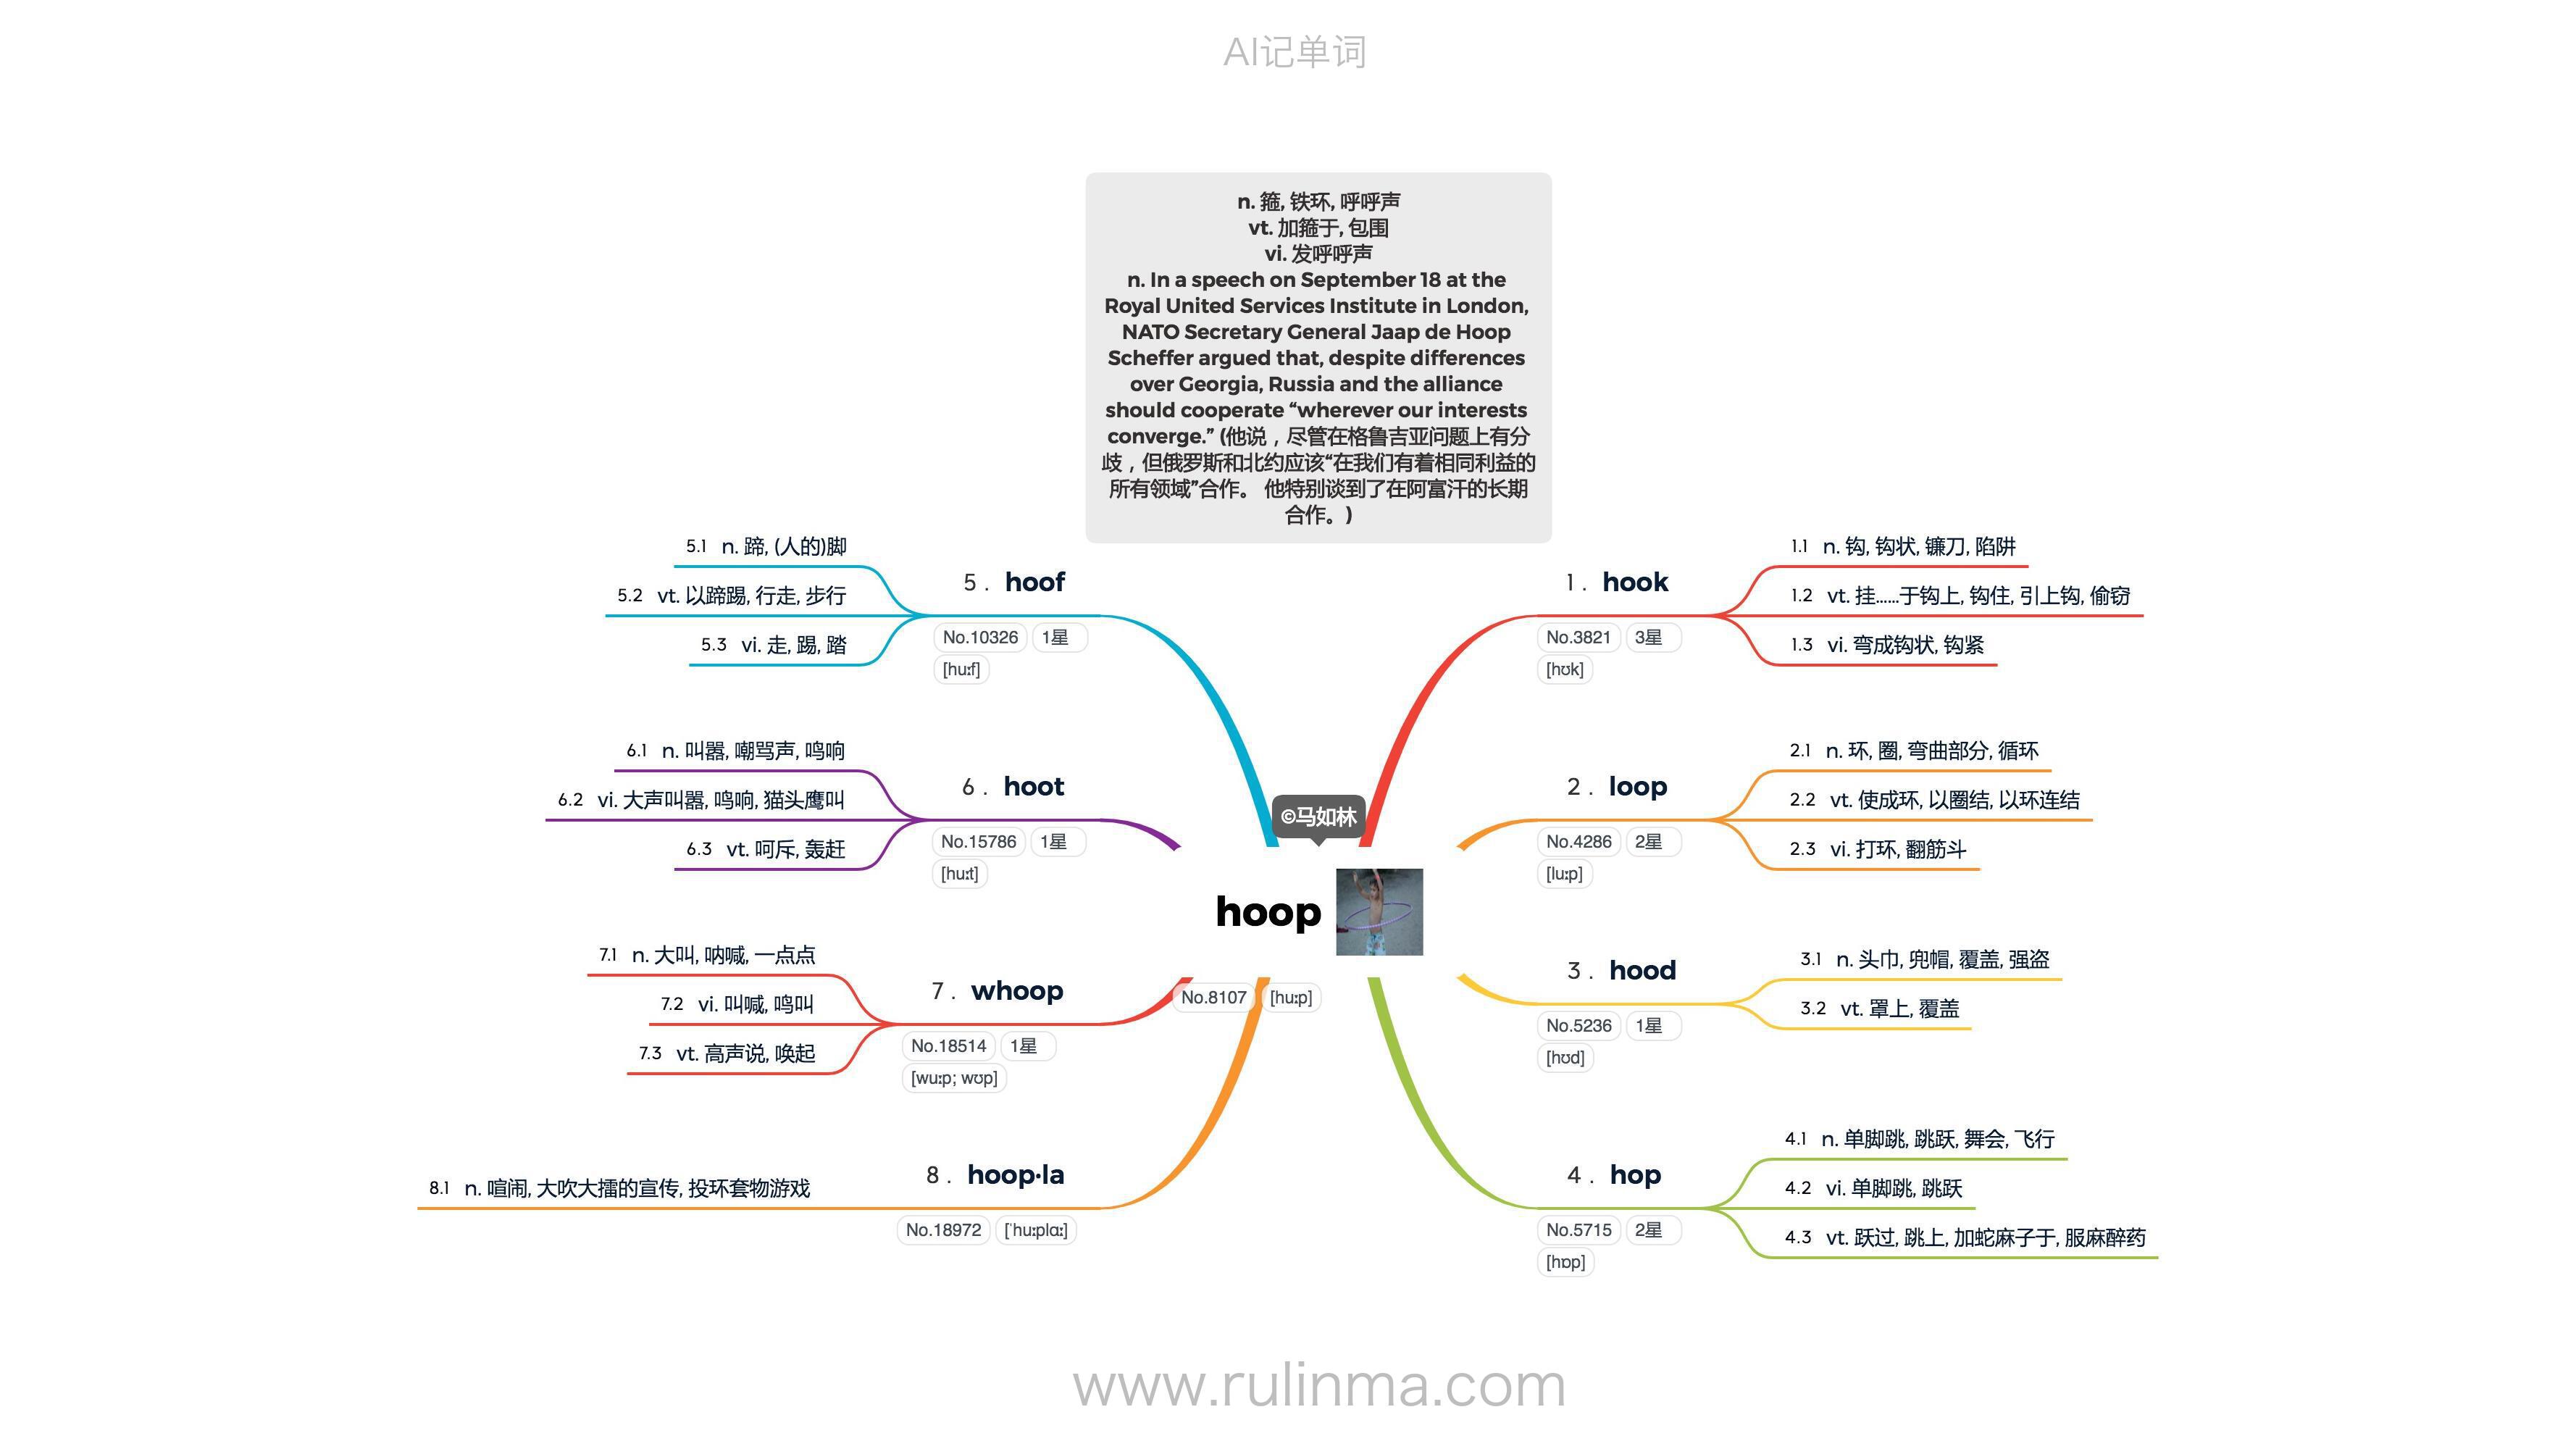 AI记单词
n. 箍, 铁环, 呼呼声
vt. 加箍于, 包围
vi. 发呼呼声
n. In a speech on September 18 at the
Royal United Services Institute in London,
NATO Secretary General Jaap de Hoop
Scheffer argued that, despite differences
over Georgia, Russia and the alliance
should cooperate “wherever our interests
converge.” (他说，尽管在格鲁吉亚问题上有分
歧，但俄罗斯和北约应该“在我们有着相同利益的
所有领域”合作。 他特别谈到了在阿富汗的长期
合作。)
©马如林
hoop
No.8107 [huːp]
1. hook
No.3821 3星
[hʊk]
1.1 n. 钩, 钩状, 镰刀, 陷阱
1.2 vt. 挂......于钩上, 钩住, 引上钩, 偷窃
1.3 vi. 弯成钩状, 钩紧
2. loop
No.4286 2星
[luːp]
2.1 n. 环, 圈, 弯曲部分, 循环
2.2 vt. 使成环, 以圈结, 以环连结
2.3 vi. 打环, 翻筋斗
3. hood
No.5236 1星
[hʊd]
3.1 n. 头巾, 兜帽, 覆盖, 强盗
3.2 vt. 罩上, 覆盖
4. hop
No.5715 2星
[hɒp]
4.1 n. 单脚跳, 跳跃, 舞会, 飞行
4.2 vi. 单脚跳, 跳跃
4.3 vt. 跃过, 跳上, 加蛇麻子于, 服麻醉药
5. hoof
No.10326 1星
[huːf]
5.1 n. 蹄, (人的)脚
5.2 vt. 以蹄踢, 行走, 步行
5.3 vi. 走, 踢, 踏
6. hoot
No.15786 1星
[huːt]
6.1 n. 叫嚣, 嘲骂声, 鸣响
6.2 vi. 大声叫嚣, 鸣响, 猫头鹰叫
6.3 vt. 呵斥, 轰赶
7. whoop
No.18514 1星
[wuːp; wʊp]
7.1 n. 大叫, 呐喊, 一点点
7.2 vi. 叫喊, 鸣叫
7.3 vt. 高声说, 唤起
8. hoop·la
No.18972 [ˈhuːplɑː]
8.1 n. 喧闹, 大吹大擂的宣传, 投环套物游戏
www.rulinma.com